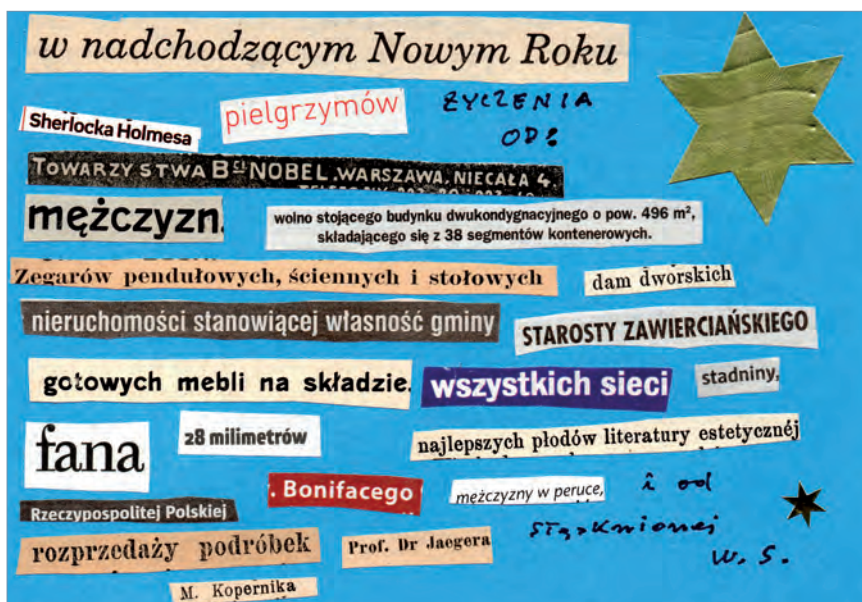 w nadchodzącym Nowym Roku
Sherlocka Holmesa
pielgrzymów
ŻYCZENIA
OD:
TOWARZYSTWA Bci NOBEL .WARSZAWA. NIECAŁA 4.
mężczyzn.
wolno stojącego budynku dwukondygnacyjnego o pow. 496 m²,
składającego się z 38 segmentów kontenerowych.
Zegarów pendułowych, ściennych i stołowych
dam dworskich
nieruchomości stanowiącej własność gminy
STAROSTY ZAWIERCIAŃSKIEGO
gotowych mebli na składzie.
wszystkich sieci
stadniny,
fana
28 milimetrów
najlepszych płodów literatury estetycznéj
. Bonifacego
mężczyzny w peruce,
i od
Rzeczypospolitej Polskiej
stęsknionej
rozprzedaży podróbek
Prof. Dr Jaegera
W. S.
M. Kopernika